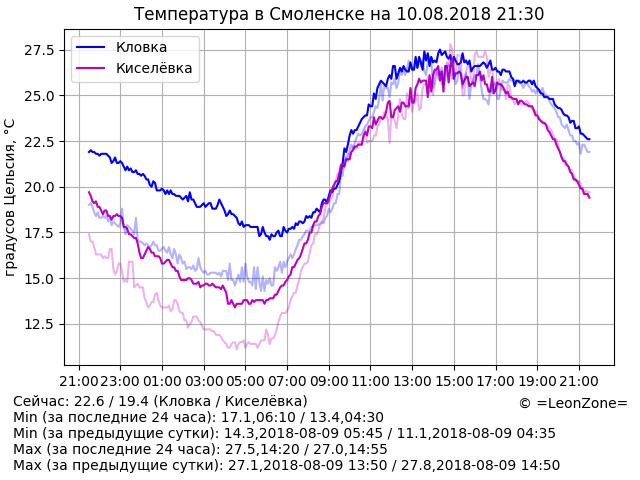 Температура в Смоленске на 10.08.2018 21:30
градусов Цельсия, °C
27.5
25.0
22.5
20.0
17.5
15.0
12.5
Кловка
Киселёвка
21:00 23:00 01:00 03:00 05:00 07:00 09:00 11:00 13:00 15:00 17:00 19:00 21:00
Сейчас: 22.6 / 19.4 (Кловка / Киселёвка)
© =LeonZone=
Min (за последние 24 часа): 17.1,06:10 / 13.4,04:30
Min (за предыдущие сутки): 14.3,2018-08-09 05:45 / 11.1,2018-08-09 04:35
Max (за последние 24 часа): 27.5,14:20 / 27.0,14:55
Max (за предыдущие сутки): 27.1,2018-08-09 13:50 / 27.8,2018-08-09 14:50